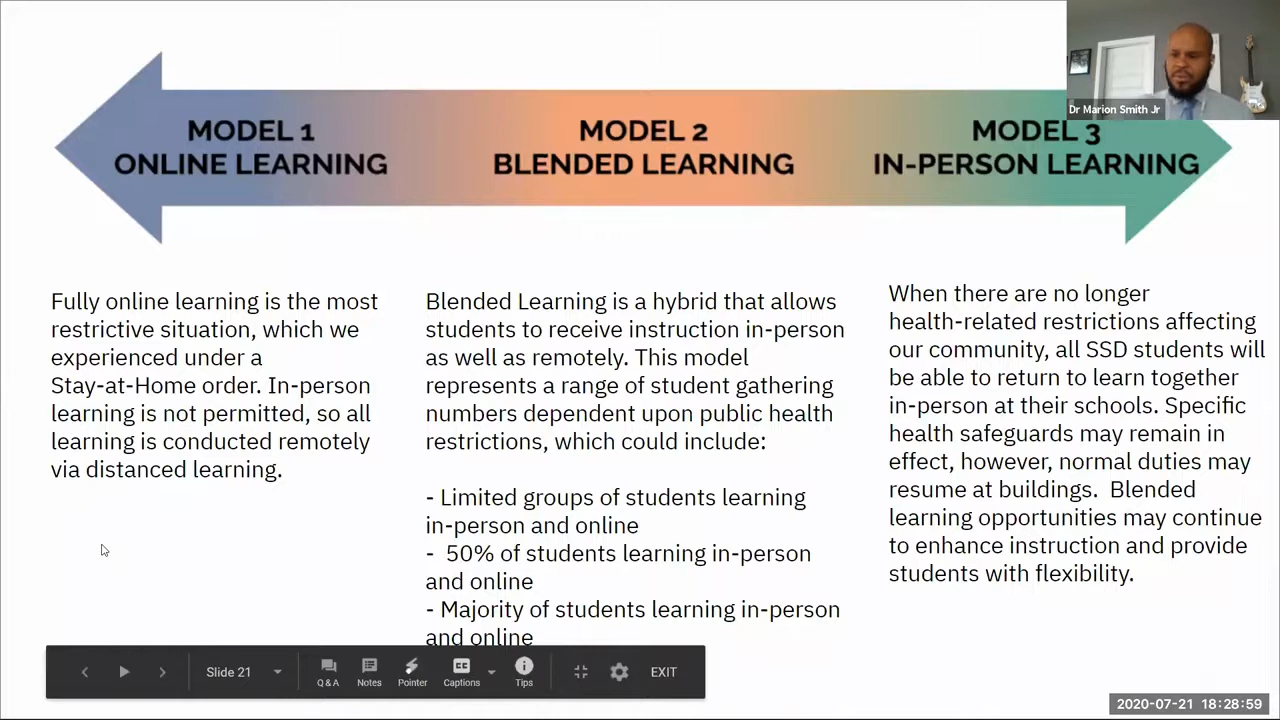 Dr Marion Smith Jr
MODEL 1
ONLINE LEARNING
MODEL 2
BLENDED LEARNING
MODEL 3
IN-PERSON LEARNING
Fully online learning is the most
restrictive situation, which we
experienced under a
Stay-at-Home order. In-person
learning is not permitted, so all
learning is conducted remotely
via distanced learning.
Blended Learning is a hybrid that allows
students to receive instruction in-person
as well as remotely. This model
represents a range of student gathering
numbers dependent upon public health
restrictions, which could include:
- Limited groups of students learning
in-person and online
- 50% of students learning in-person
and online
- Majority of students learning in-person
and online
When there are no longer
health-related restrictions affecting
our community, all SSD students will
be able to return to learn together
in-person at their schools. Specific
health safeguards may remain in
effect, however, normal duties may
resume at buildings. Blended
learning opportunities may continue
to enhance instruction and provide
students with flexibility.
Slide 21
Q & A
Notes
Pointer
CC
Captions
Tips
EXIT
2020-07-21 18:28:59